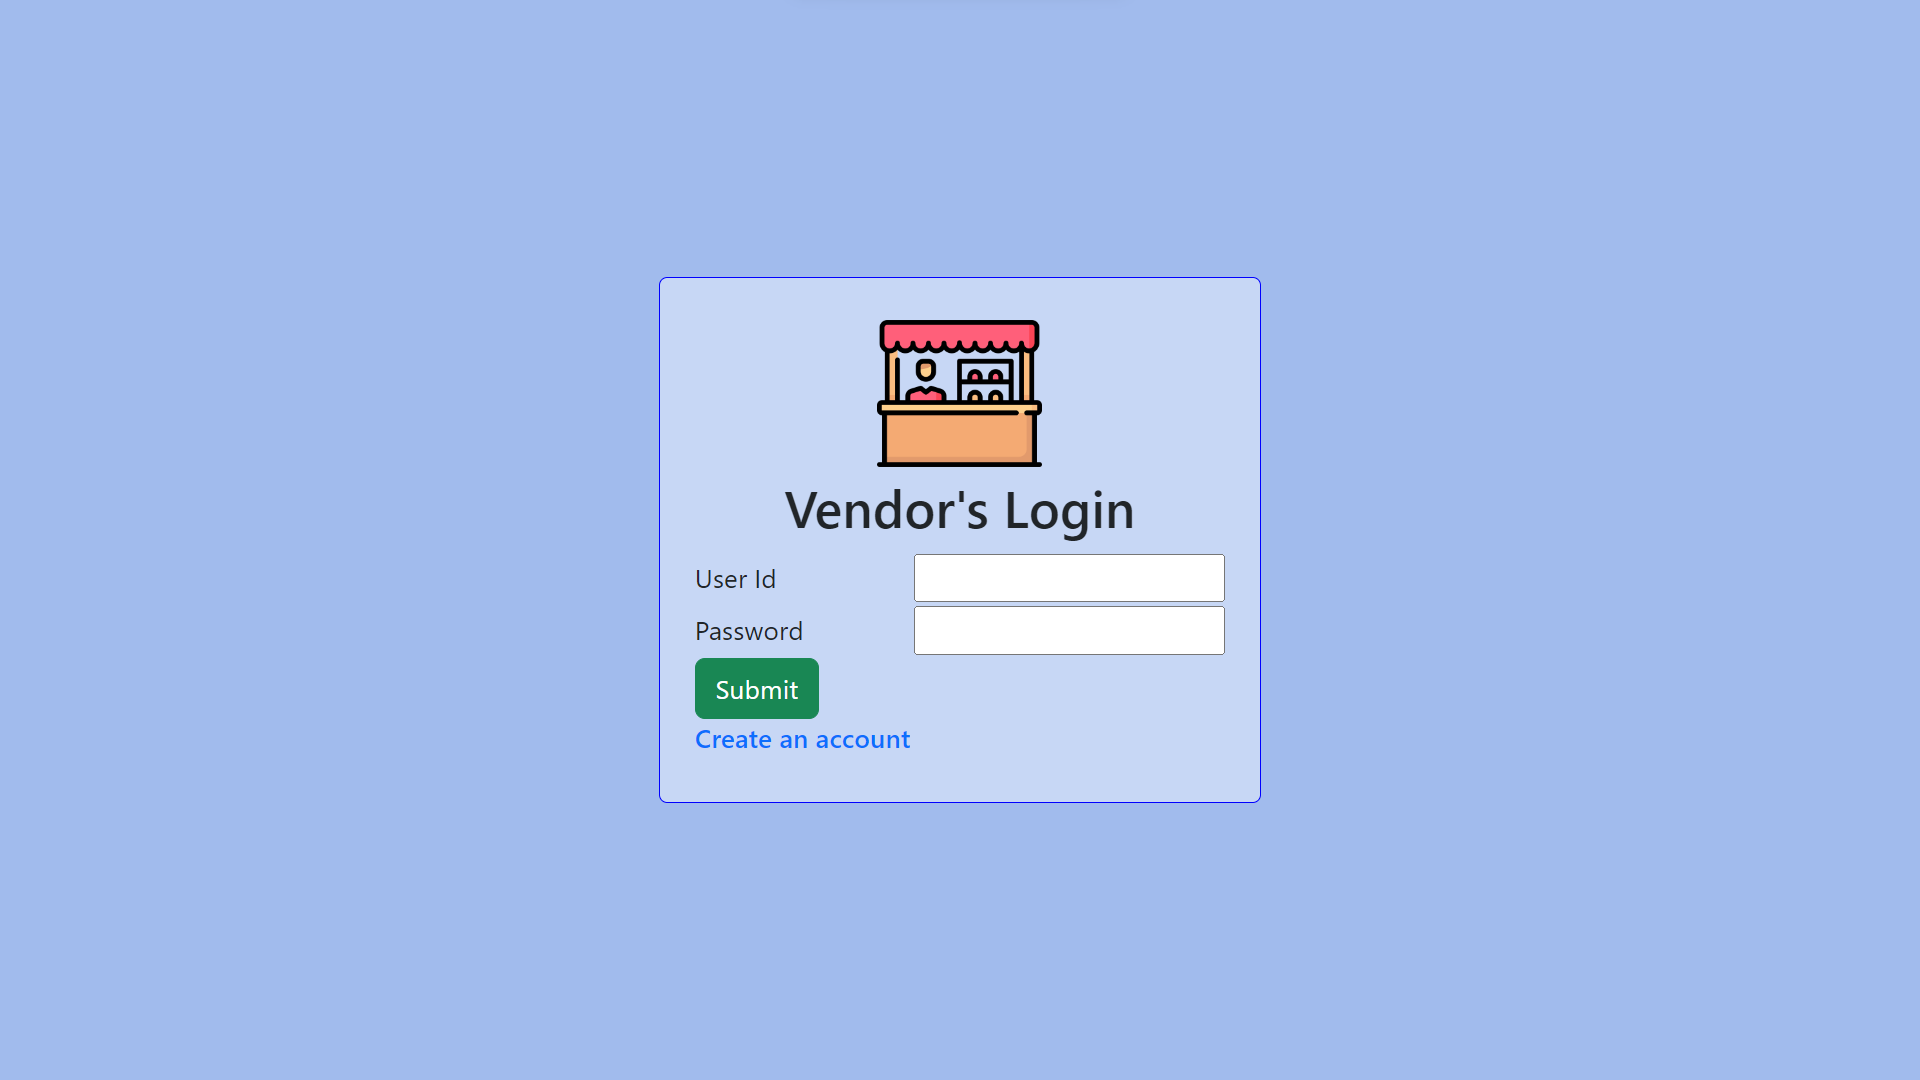 Vendor's Login
User Id
Password
Submit
Create an account